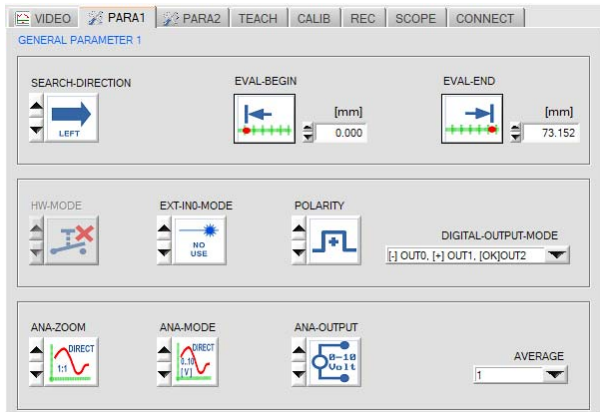 VIDEO PARA1 PARA2 TEACH CALIB REC SCOPE CONNECT
GENERAL PARAMETER 1
SEARCH-DIRECTION EVAL-BEGIN EVAL-END
LEFT
[mm]
0.000
[mm]
73.152
HW-MODE EXT-IN0-MODE POLARITY
NO
USE
DIGITAL-OUTPUT-MODE
[-] OUT0, [+] OUT1, [OK]OUT2
ANA-ZOOM ANA-MODE ANA-OUTPUT
DIRECT
1:1
DIRECT
0..10
[V]
0-10
Volt
AVERAGE
1